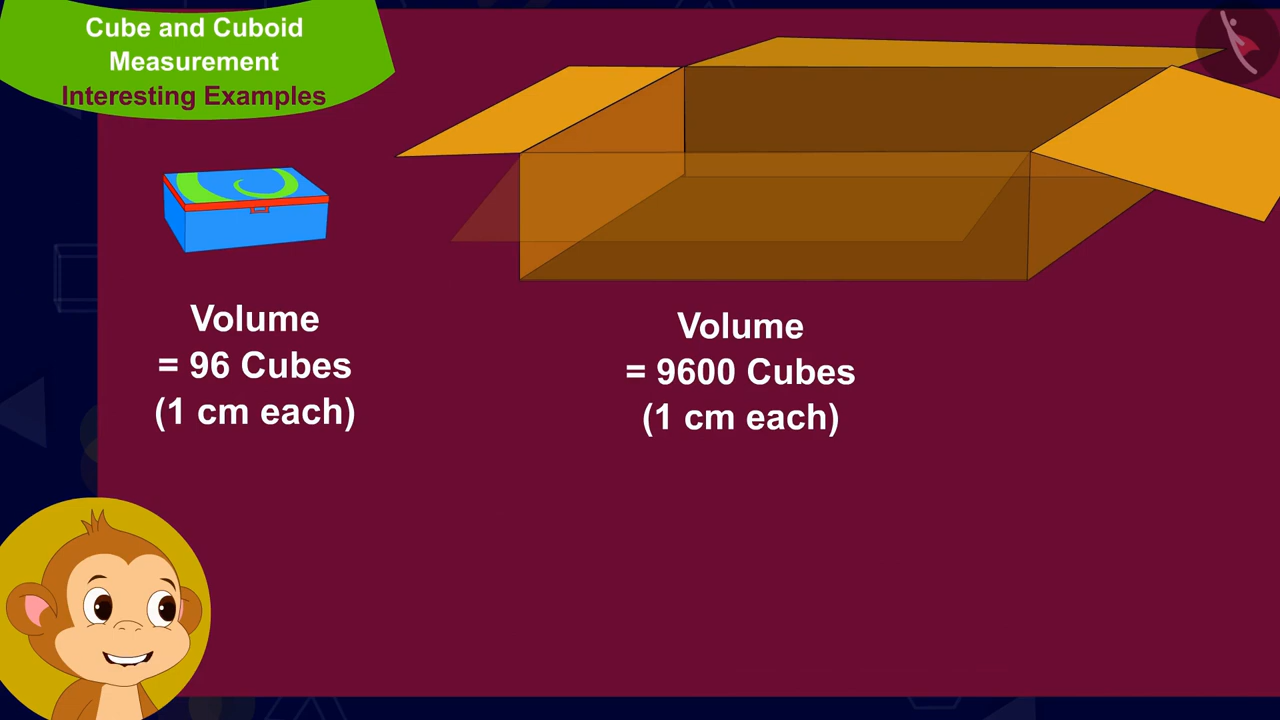 Cube and Cuboid
Measurement
Interesting Examples
Volume
= 96 Cubes
(1 cm each)
Volume
= 9600 Cubes
(1 cm each)